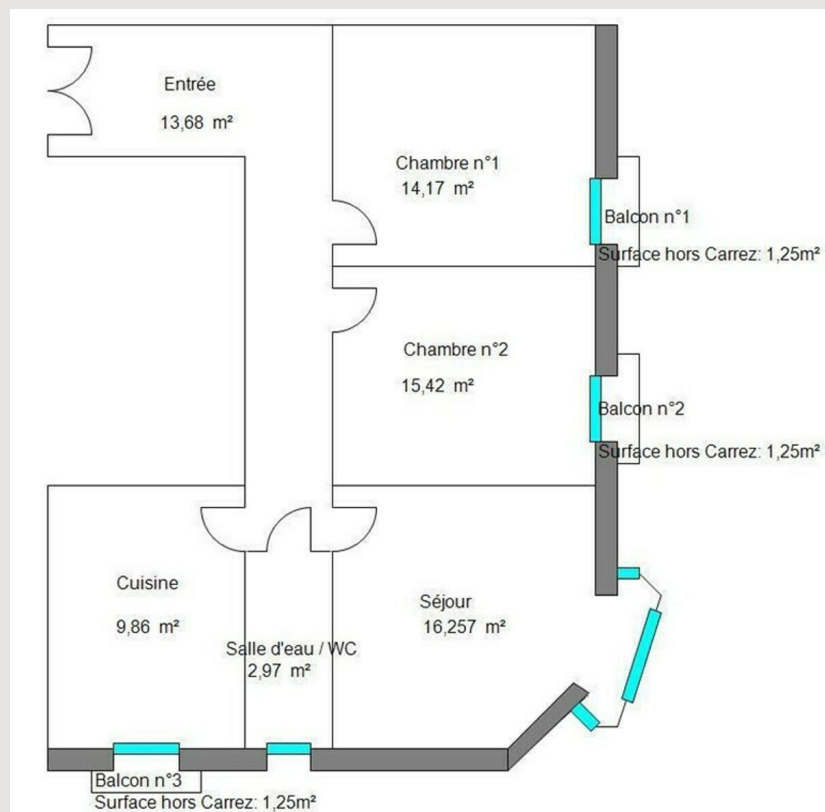 Entrée
13,68 m²
Chambre n°1
14,17 m²
Balcon n°1
Surface hors Carrez: 1,25m²
Chambre n°2
15,42 m²
Balcon n°2
Surface hors Carrez: 1,25m²
Cuisine
9,86 m²
Séjour
16,257 m²
Salle d'eau / WC
2,97 m²
Balcon n°3
Surface hors Carrez: 1,25m²